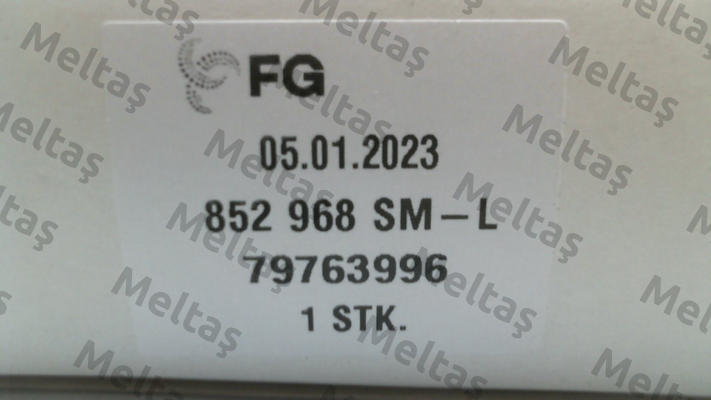 FG
05.01.2023
852 968 SM-L
79763996
1 STK.
Meltaş